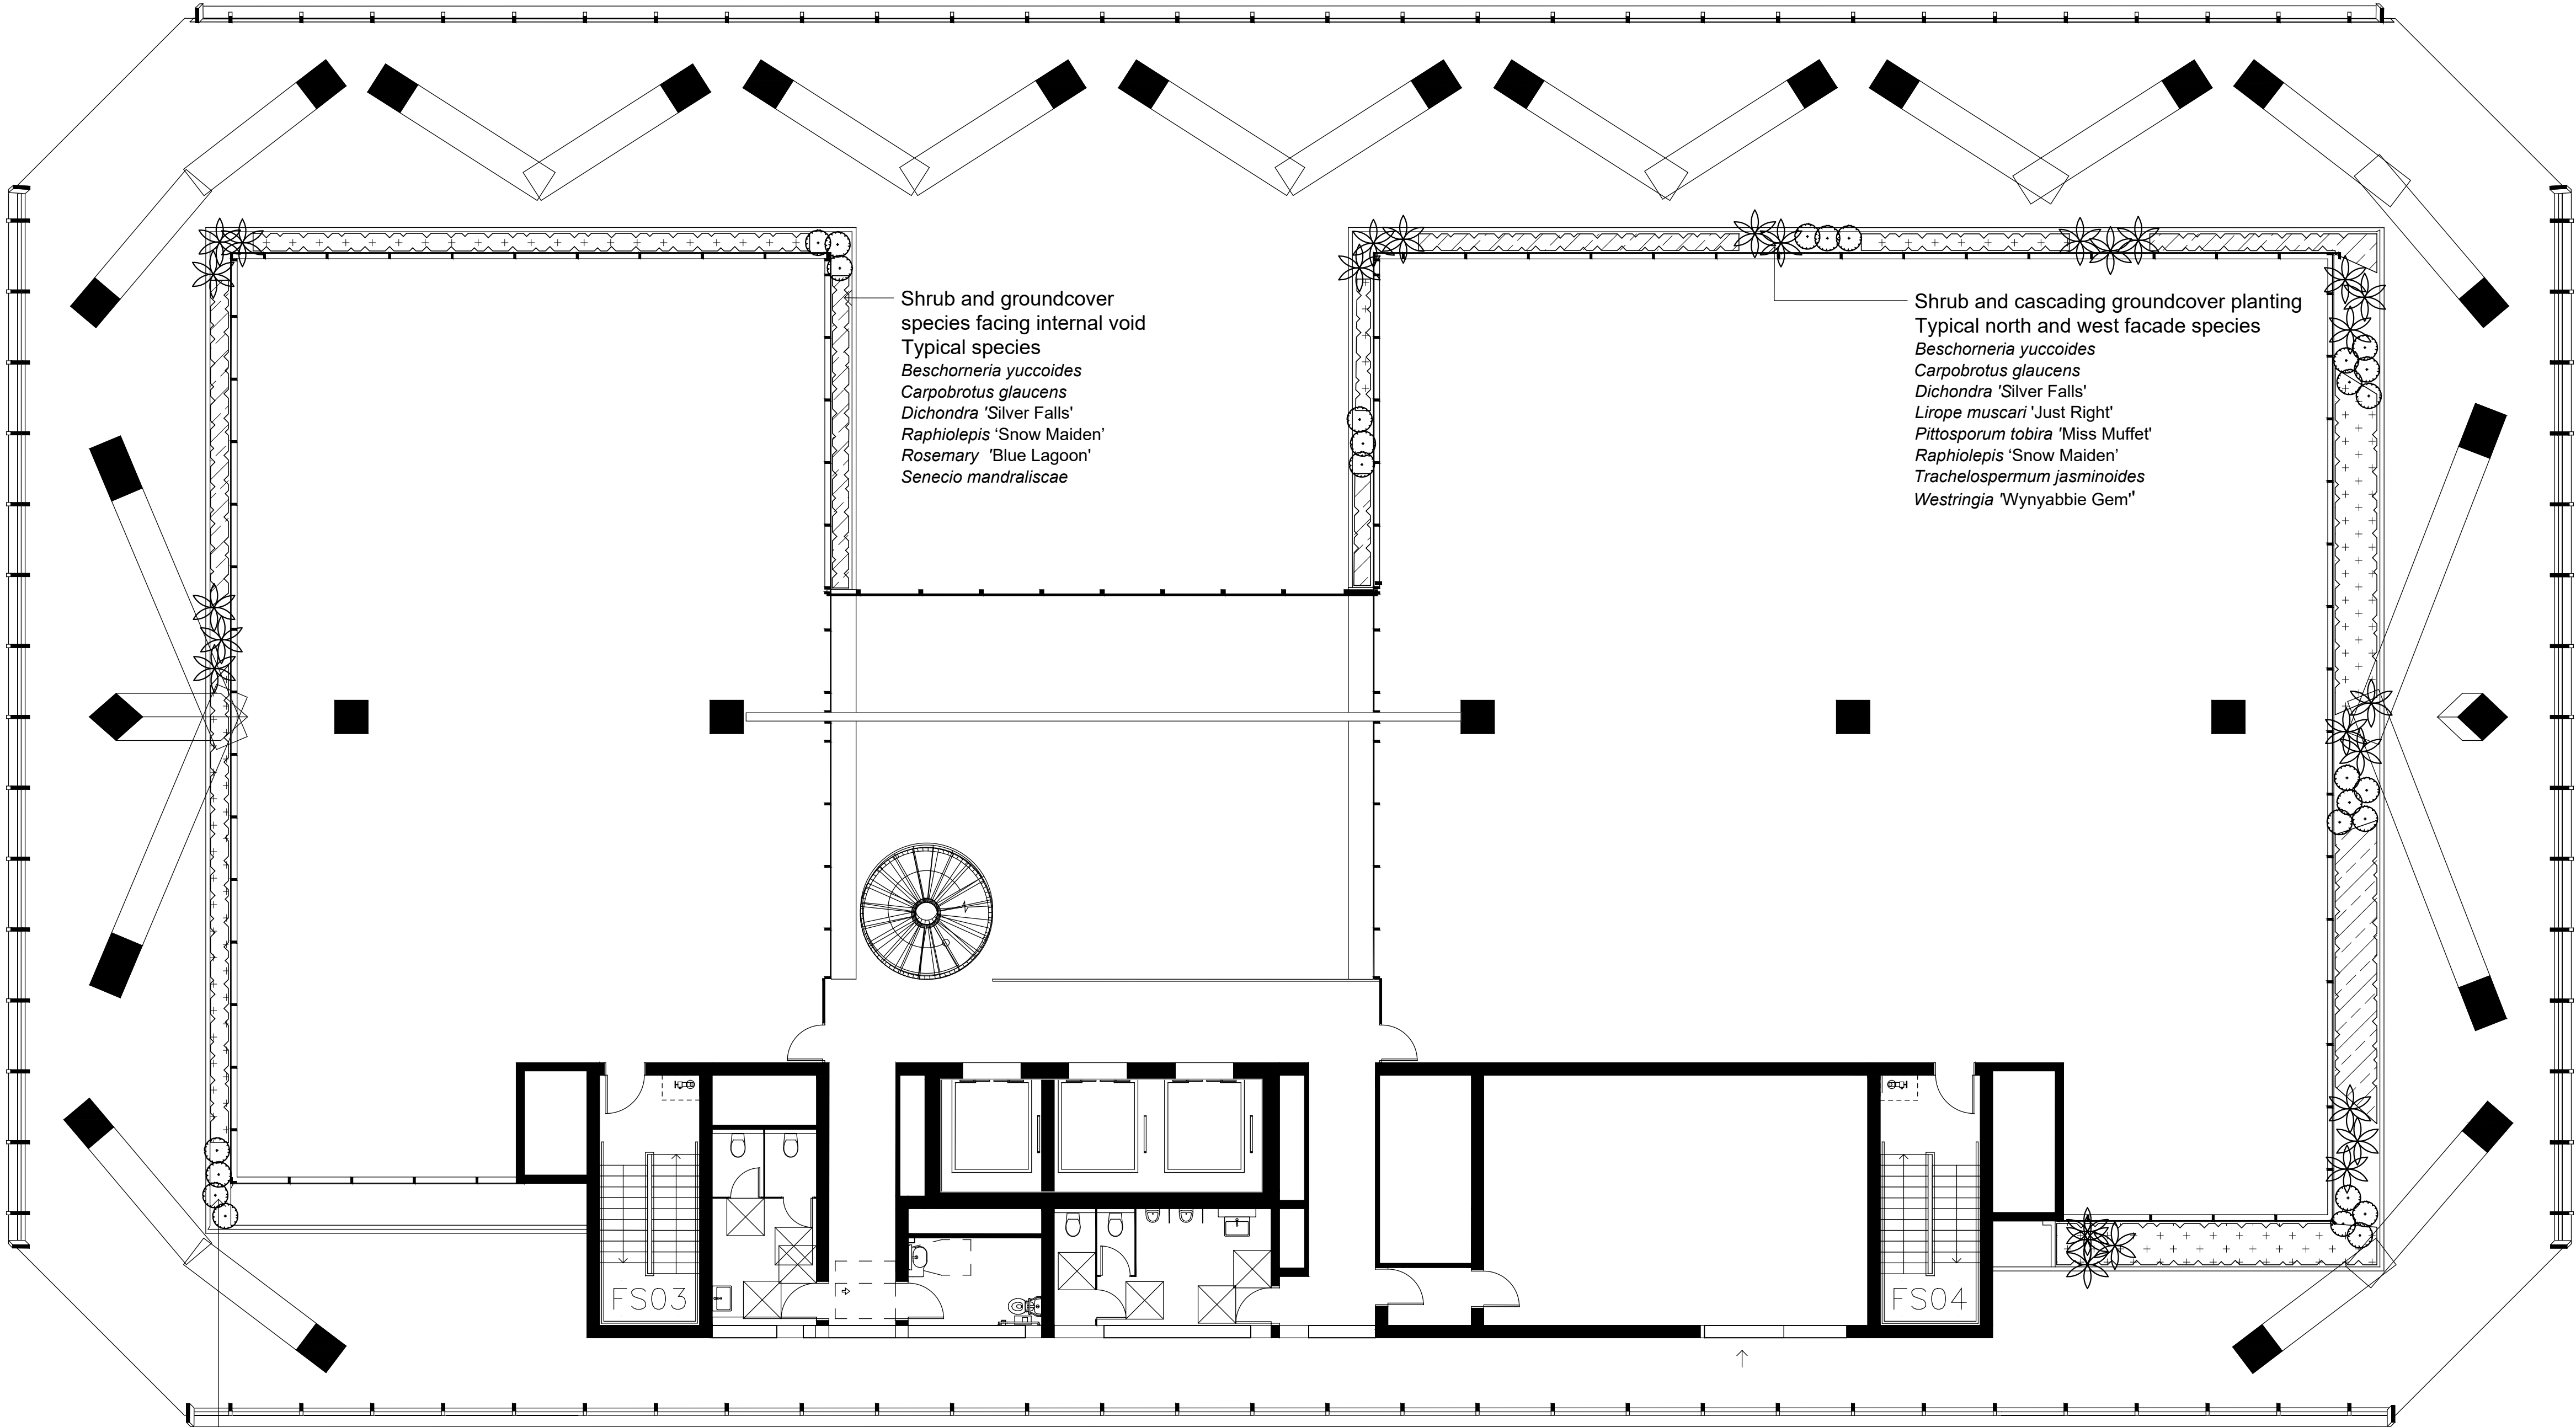 Shrub and groundcover
species facing internal void
Typical species
Beschorneria yuccoides
Carpobrotus glaucens
Dichondra 'Silver Falls'
Raphiolepis ‘Snow Maiden’
Rosemary 'Blue Lagoon'
Senecio mandraliscae
Shrub and cascading groundcover planting
Typical north and west facade species
Beschorneria yuccoides
Carpobrotus glaucens
Dichondra 'Silver Falls'
Lirope muscari 'Just Right'
Pittosporum tobira 'Miss Muffet'
Raphiolepis ‘Snow Maiden’
Trachelospermum jasminoides
Westringia 'Wynyabbie Gem''
FS03
FS04